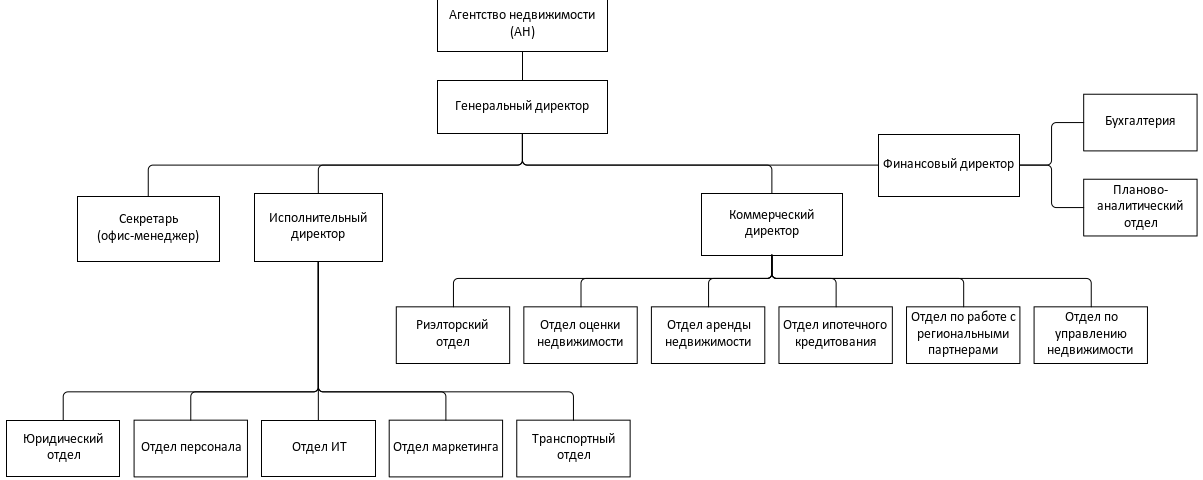 Агентство недвижимости
(АН)
Генеральный директор
Бухгалтерия
Финансовый директор
Планово-
аналитический
отдел
Секретарь
(офис-менеджер)
Исполнительный
директор
Коммерческий
директор
Риэлторский
отдел
Отдел оценки
недвижимости
Отдел аренды
недвижимости
Отдел ипотечного
кредитования
Отдел по работе с
региональными
партнерами
Отдел по
управлению
недвижимости
Юридический
отдел
Отдел персонала
Отдел ИТ
Отдел маркетинга
Транспортный
отдел